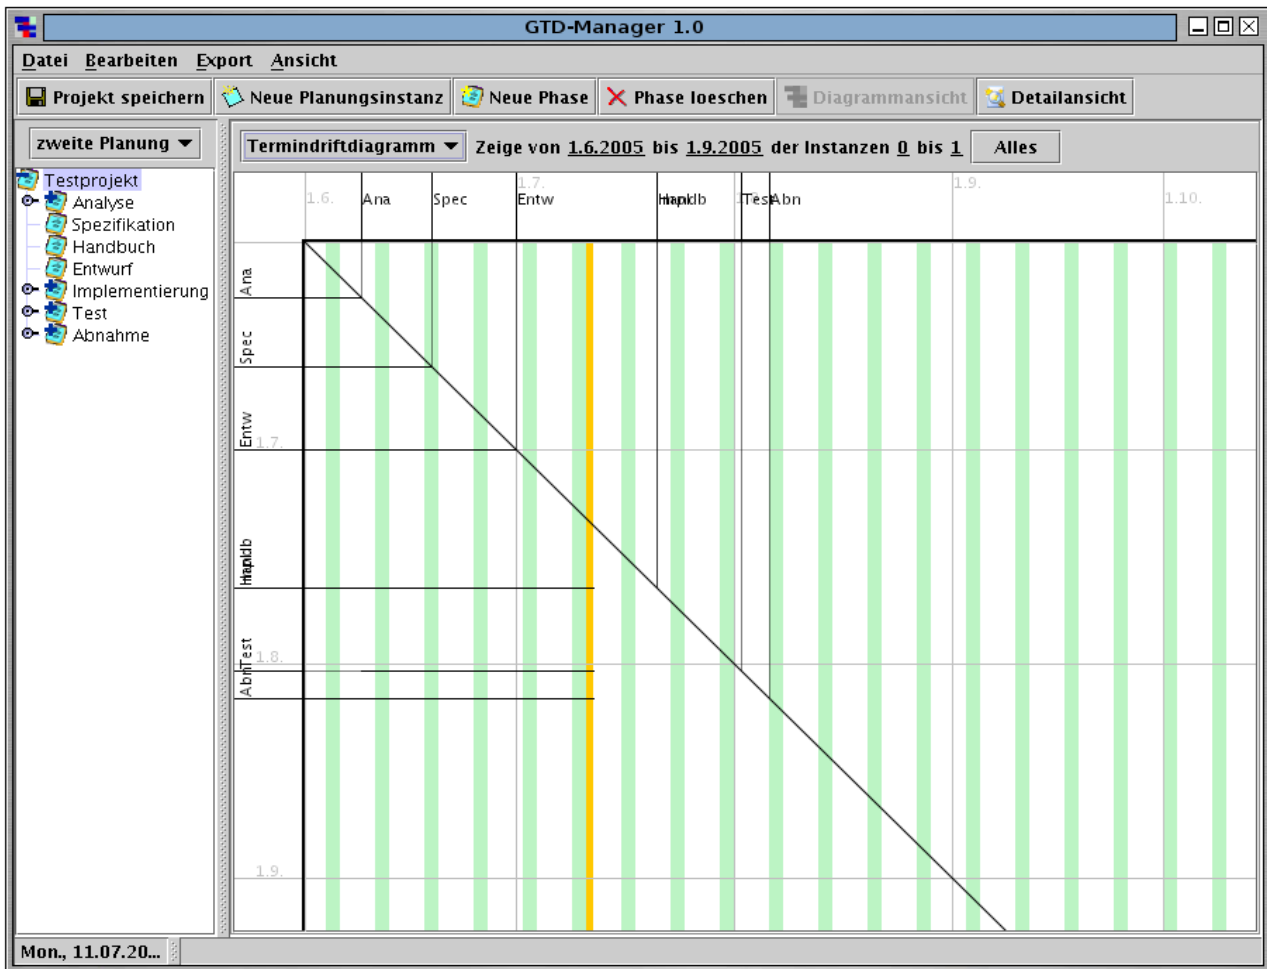 GTD-Manager 1.0
Datei Bearbeiten Export Ansicht
Projekt speichern Neue Planungsinstanz Neue Phase Phase loeschen Diagrammansicht Detailansicht
zweite Planung Termindriftdiagramm Zeige von 1.6.2005 bis 1.9.2005 der Instanzen 0 bis 1 Alles
Testprojekt
Analyse
Spezifikation
Handbuch
Entwurf
Implementierung
Test
Abnahme
1.7. 1.9.
1.6. Ana Spec Entw Test Abn 1.10.
Ana
Spec
Entw
1.7.
Test
1.8.
Abn
1.9.
Mon., 11.07.20...